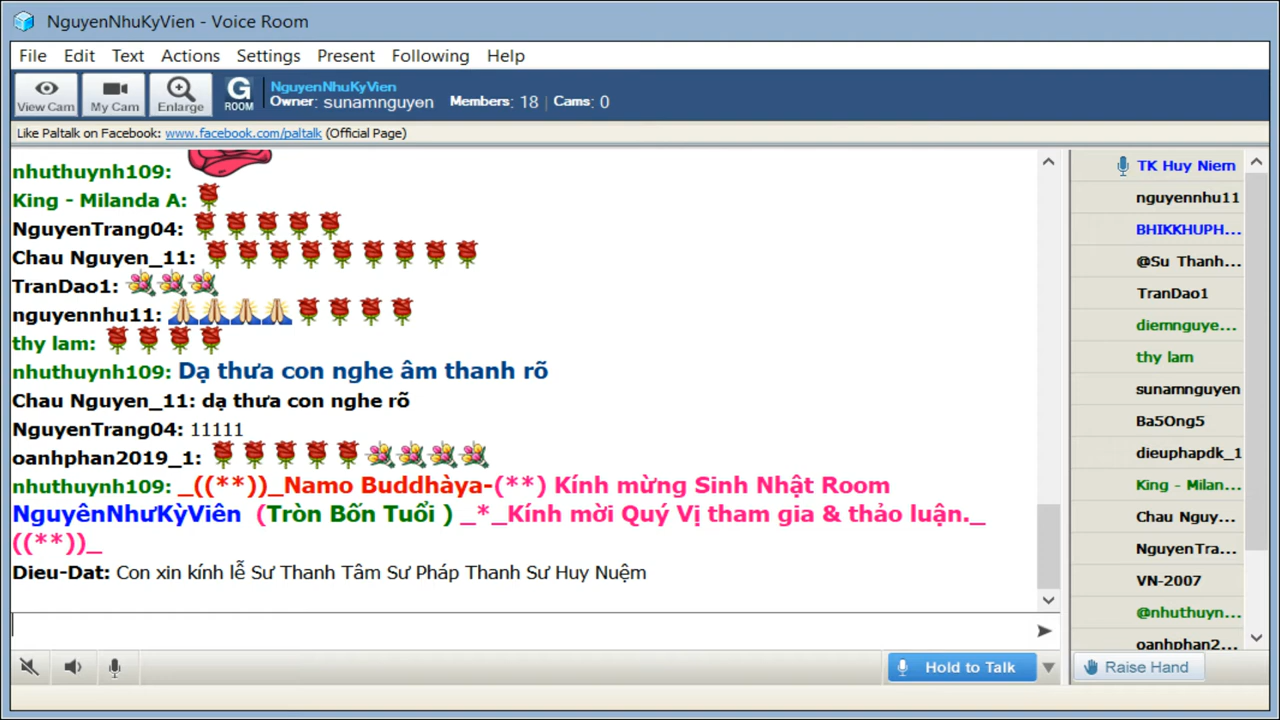 NguyenNhuKyVien - Voice Room
File Edit Text Actions Settings Present Following Help
View Cam My Cam Enlarge G ROOM
NguyenNhuKyVien
Owner: sunamnguyen Members: 18 Cams: 0
Like Paltalk on Facebook: www.facebook.com/paltalk (Official Page)
nhuthuynh109:
King - Milanda A:
NguyenTrang04:
Chau Nguyen_11:
TranDao1:
nguyennhu11:
thy lam:
nhuthuynh109: Dạ thưa con nghe âm thanh rõ
Chau Nguyen_11: dạ thưa con nghe rõ
NguyenTrang04: 11111
oanhphan2019_1:
nhuthuynh109: _((**))_Namo Buddhàya-(**) Kính mừng Sinh Nhật Room
NguyênNhưKỳViên (Tròn Bốn Tuổi ) _*_Kính mời Quý Vị tham gia & thảo luận._
((**))_
Dieu-Dat: Con xin kính lễ Sư Thanh Tâm Sư Pháp Thanh Sư Huy Nuệm
TK Huy Niem
nguyennhu11
BHIKKHUPH...
@Su Thanh...
TranDao1
diemnguye...
thy lam
sunamnguyen
Ba5Ong5
dieuphapdk_1
King - Milan...
Chau Nguy...
NguyenTra...
VN-2007
@nhuthuyn...
oanhphan2...
Hold to Talk
Raise Hand